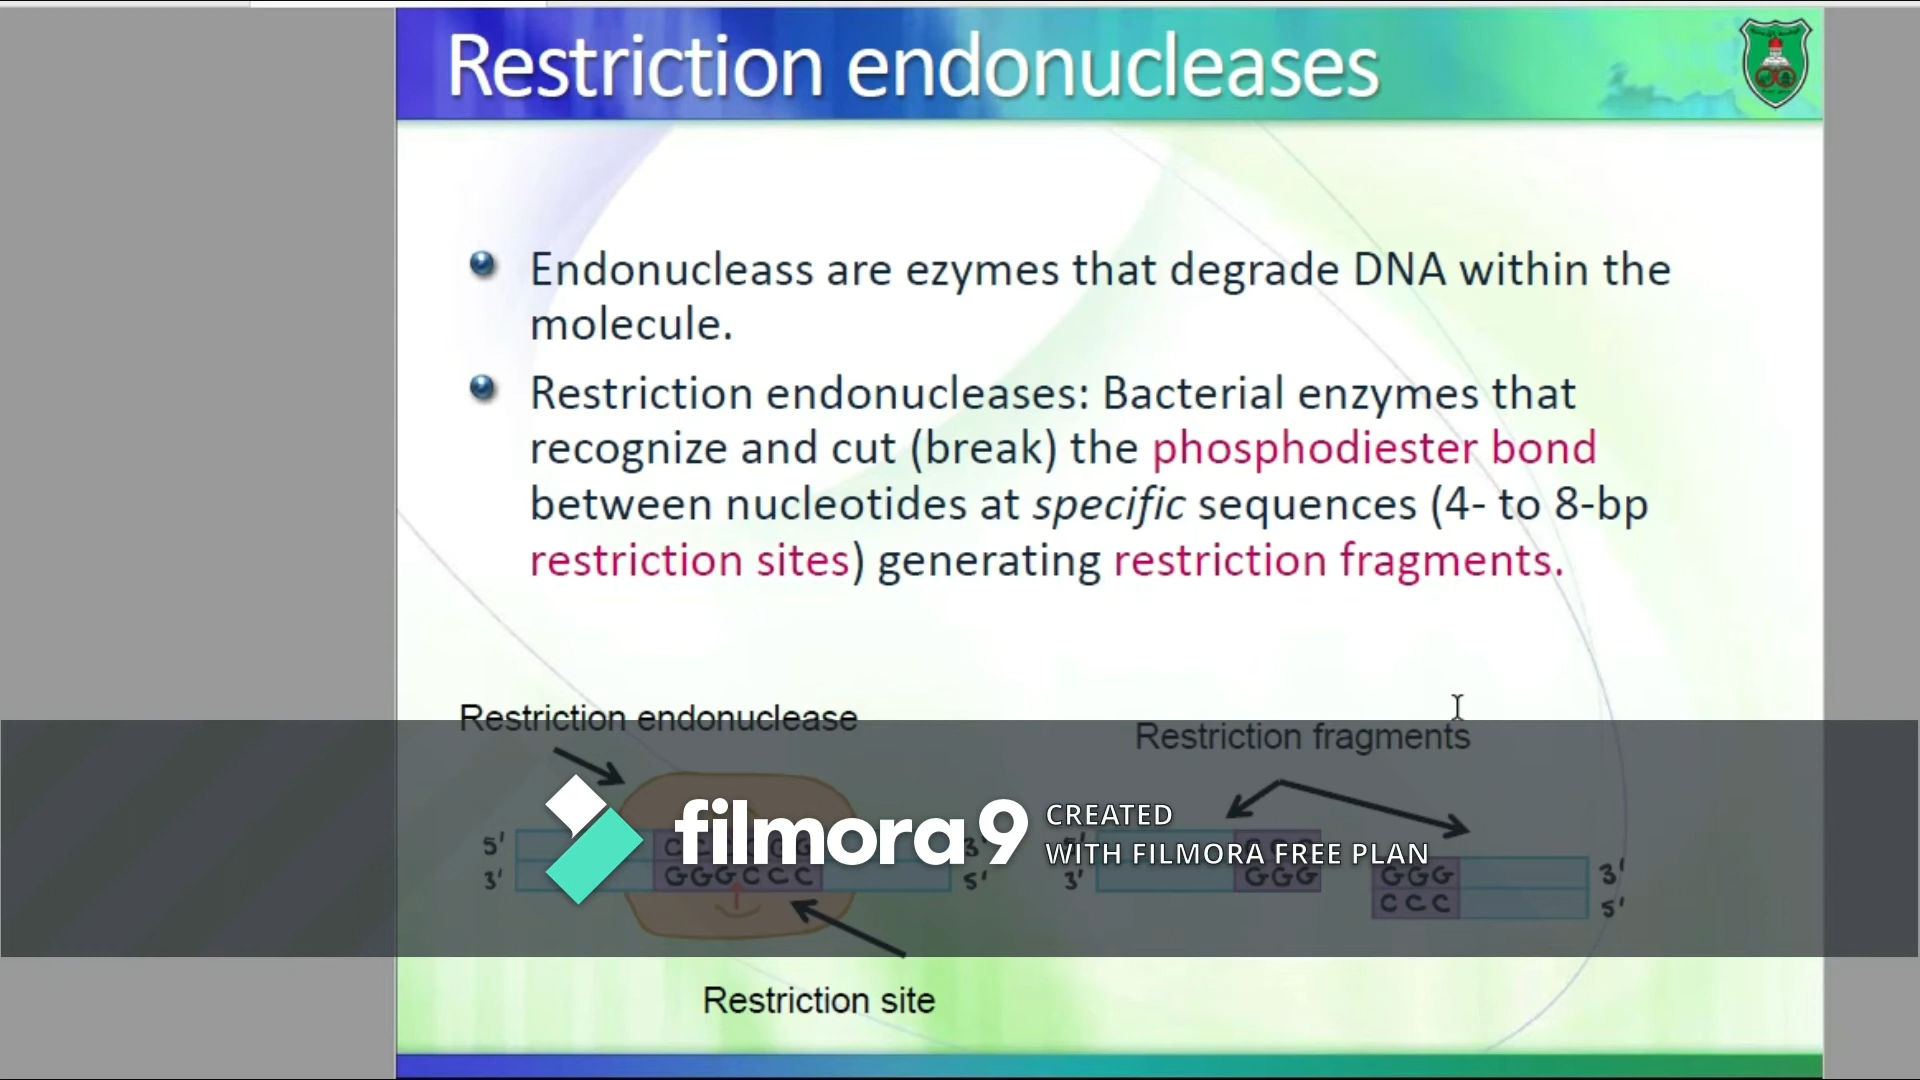 Restriction endonucleases
Endonucleass are ezymes that degrade DNA within the
molecule.
Restriction endonucleases: Bacterial enzymes that
recognize and cut (break) the phosphodiester bond
between nucleotides at specific sequences (4- to 8-bp
restriction sites) generating restriction fragments.
Restriction endonuclease
Restriction fragments
filmora9
CREATED
WITH FILMORA FREE PLAN
5'
3'
3'
GGGCCC
5'
3'
GGG
GGG
3'
CCC
5'
Restriction site